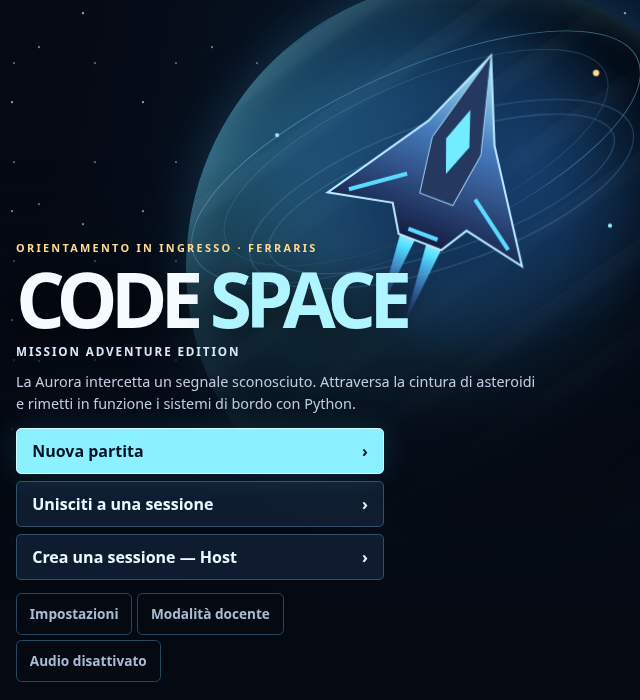 ORIENTAMENTO IN INGRESSO · FERRARIS
CODE SPACE
MISSION ADVENTURE EDITION
La Aurora intercetta un segnale sconosciuto. Attraversa la cintura di asteroidi
e rimetti in funzione i sistemi di bordo con Python.
Nuova partita ›
Unisciti a una sessione ›
Crea una sessione — Host ›
Impostazioni Modalità docente
Audio disattivato